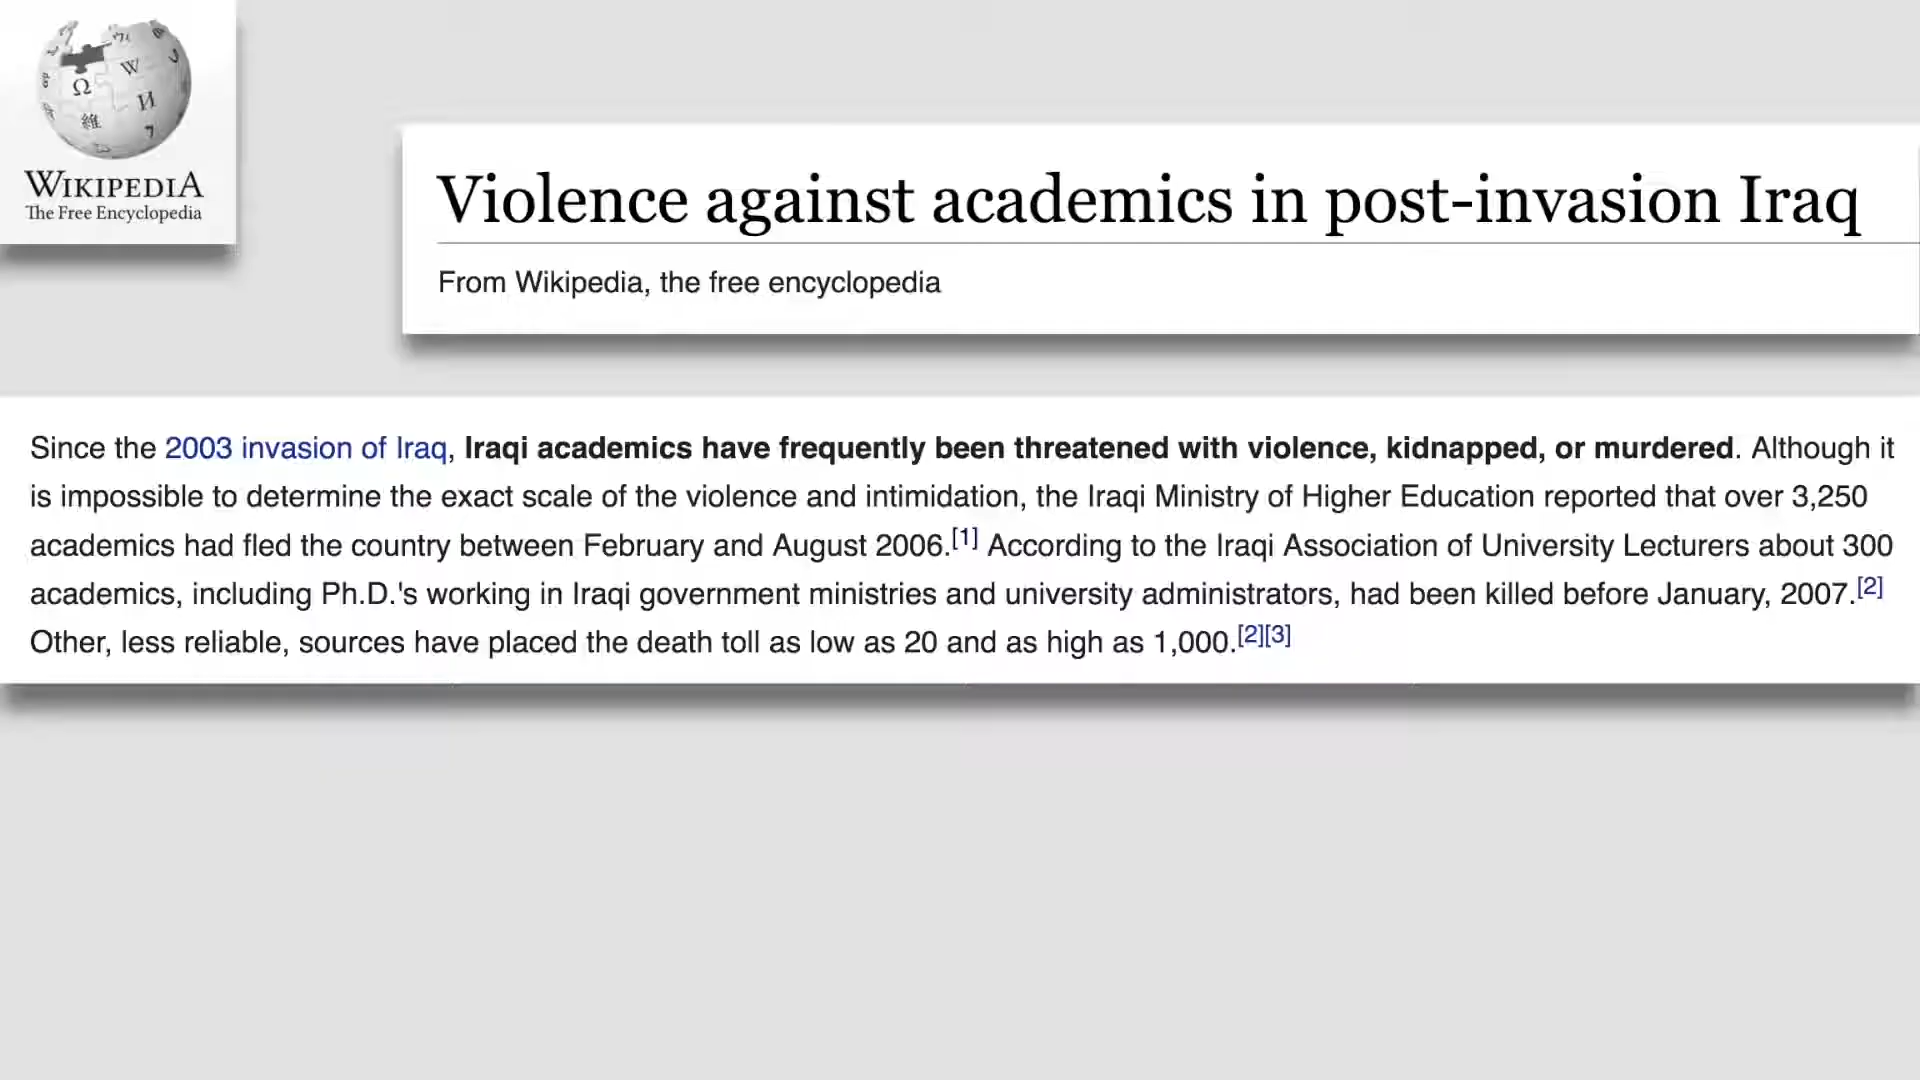 Ω
W
И
維
7
WIKIPEDIA
The Free Encyclopedia
Violence against academics in post-invasion Iraq
From Wikipedia, the free encyclopedia
Since the 2003 invasion of Iraq, Iraqi academics have frequently been threatened with violence, kidnapped, or murdered. Although it
is impossible to determine the exact scale of the violence and intimidation, the Iraqi Ministry of Higher Education reported that over 3,250
academics had fled the country between February and August 2006.[1] According to the Iraqi Association of University Lecturers about 300
academics, including Ph.D.'s working in Iraqi government ministries and university administrators, had been killed before January, 2007.[2]
Other, less reliable, sources have placed the death toll as low as 20 and as high as 1,000.[2][3]